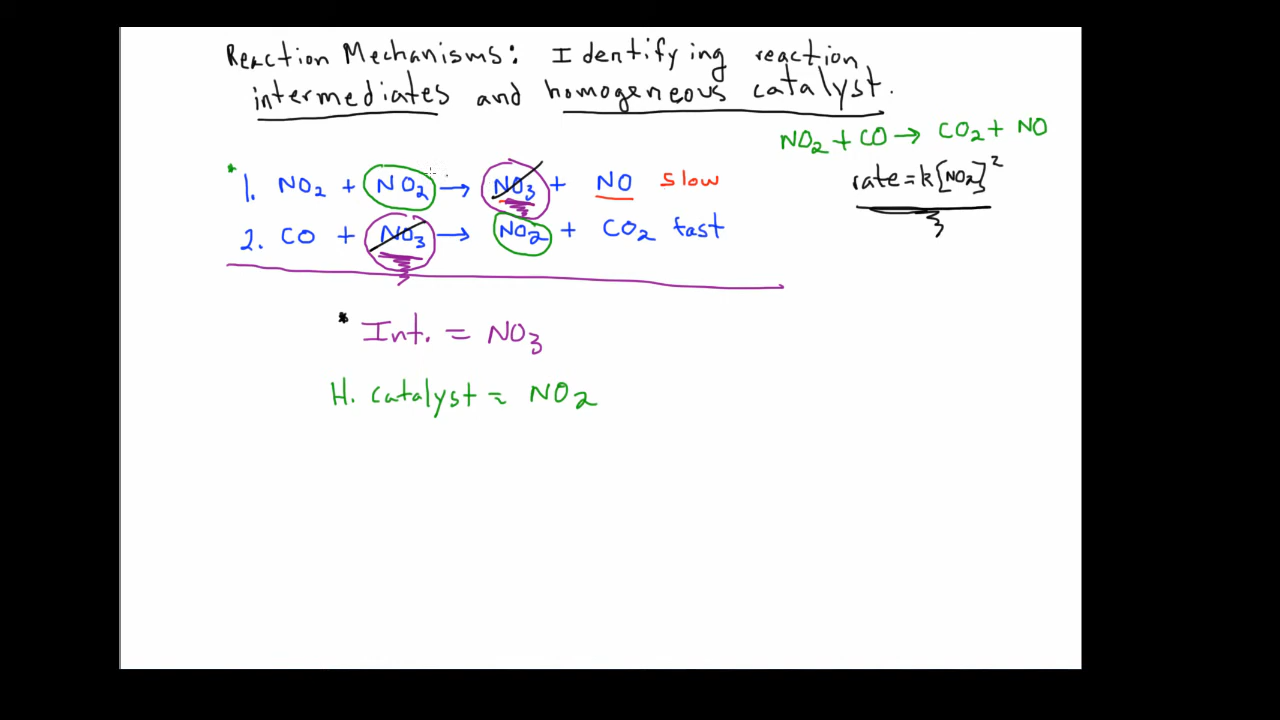 Reaction Mechanisms: Identifying reaction
intermediates and homogeneous catalyst.
NO2 + CO → CO2 + NO
rate = k[NO2]^2
3
* 1. NO2 + NO2 → NO3 + NO slow
2. CO + NO3 → NO2 + CO2 fast
* Int. = NO3
H. catalyst = NO2